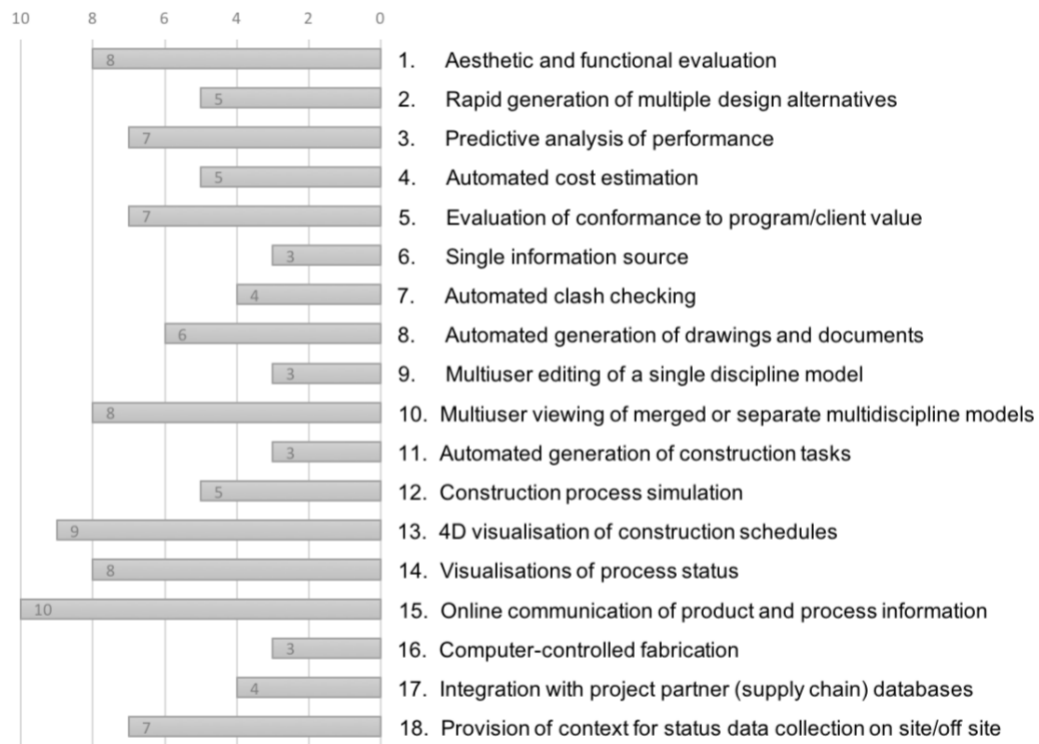 10 8 6 4 2 0
8 1. Aesthetic and functional evaluation
5 2. Rapid generation of multiple design alternatives
7 3. Predictive analysis of performance
5 4. Automated cost estimation
7 5. Evaluation of conformance to program/client value
3 6. Single information source
4 7. Automated clash checking
6 8. Automated generation of drawings and documents
3 9. Multiuser editing of a single discipline model
8 10. Multiuser viewing of merged or separate multidiscipline models
3 11. Automated generation of construction tasks
5 12. Construction process simulation
9 13. 4D visualisation of construction schedules
8 14. Visualisations of process status
10 15. Online communication of product and process information
3 16. Computer-controlled fabrication
4 17. Integration with project partner (supply chain) databases
7 18. Provision of context for status data collection on site/off site